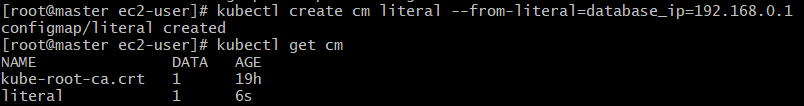 [root@master ec2-user]# kubectl create cm literal --from-literal=database_ip=192.168.0.1
configmap/literal created
[root@master ec2-user]# kubectl get cm
NAME DATA AGE
kube-root-ca.crt 1 19h
literal 1 6s